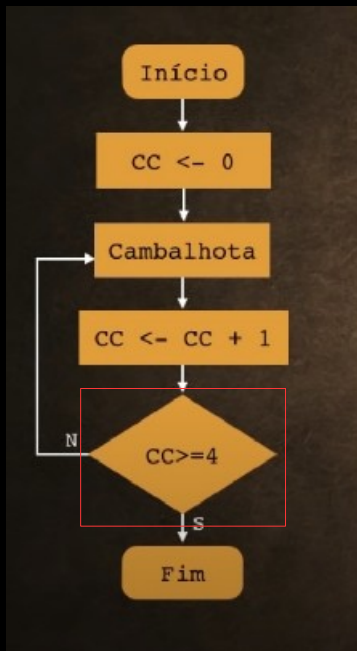 Início
CC <- 0
Cambalhota
CC <- CC + 1
N
CC>=4
S
Fim